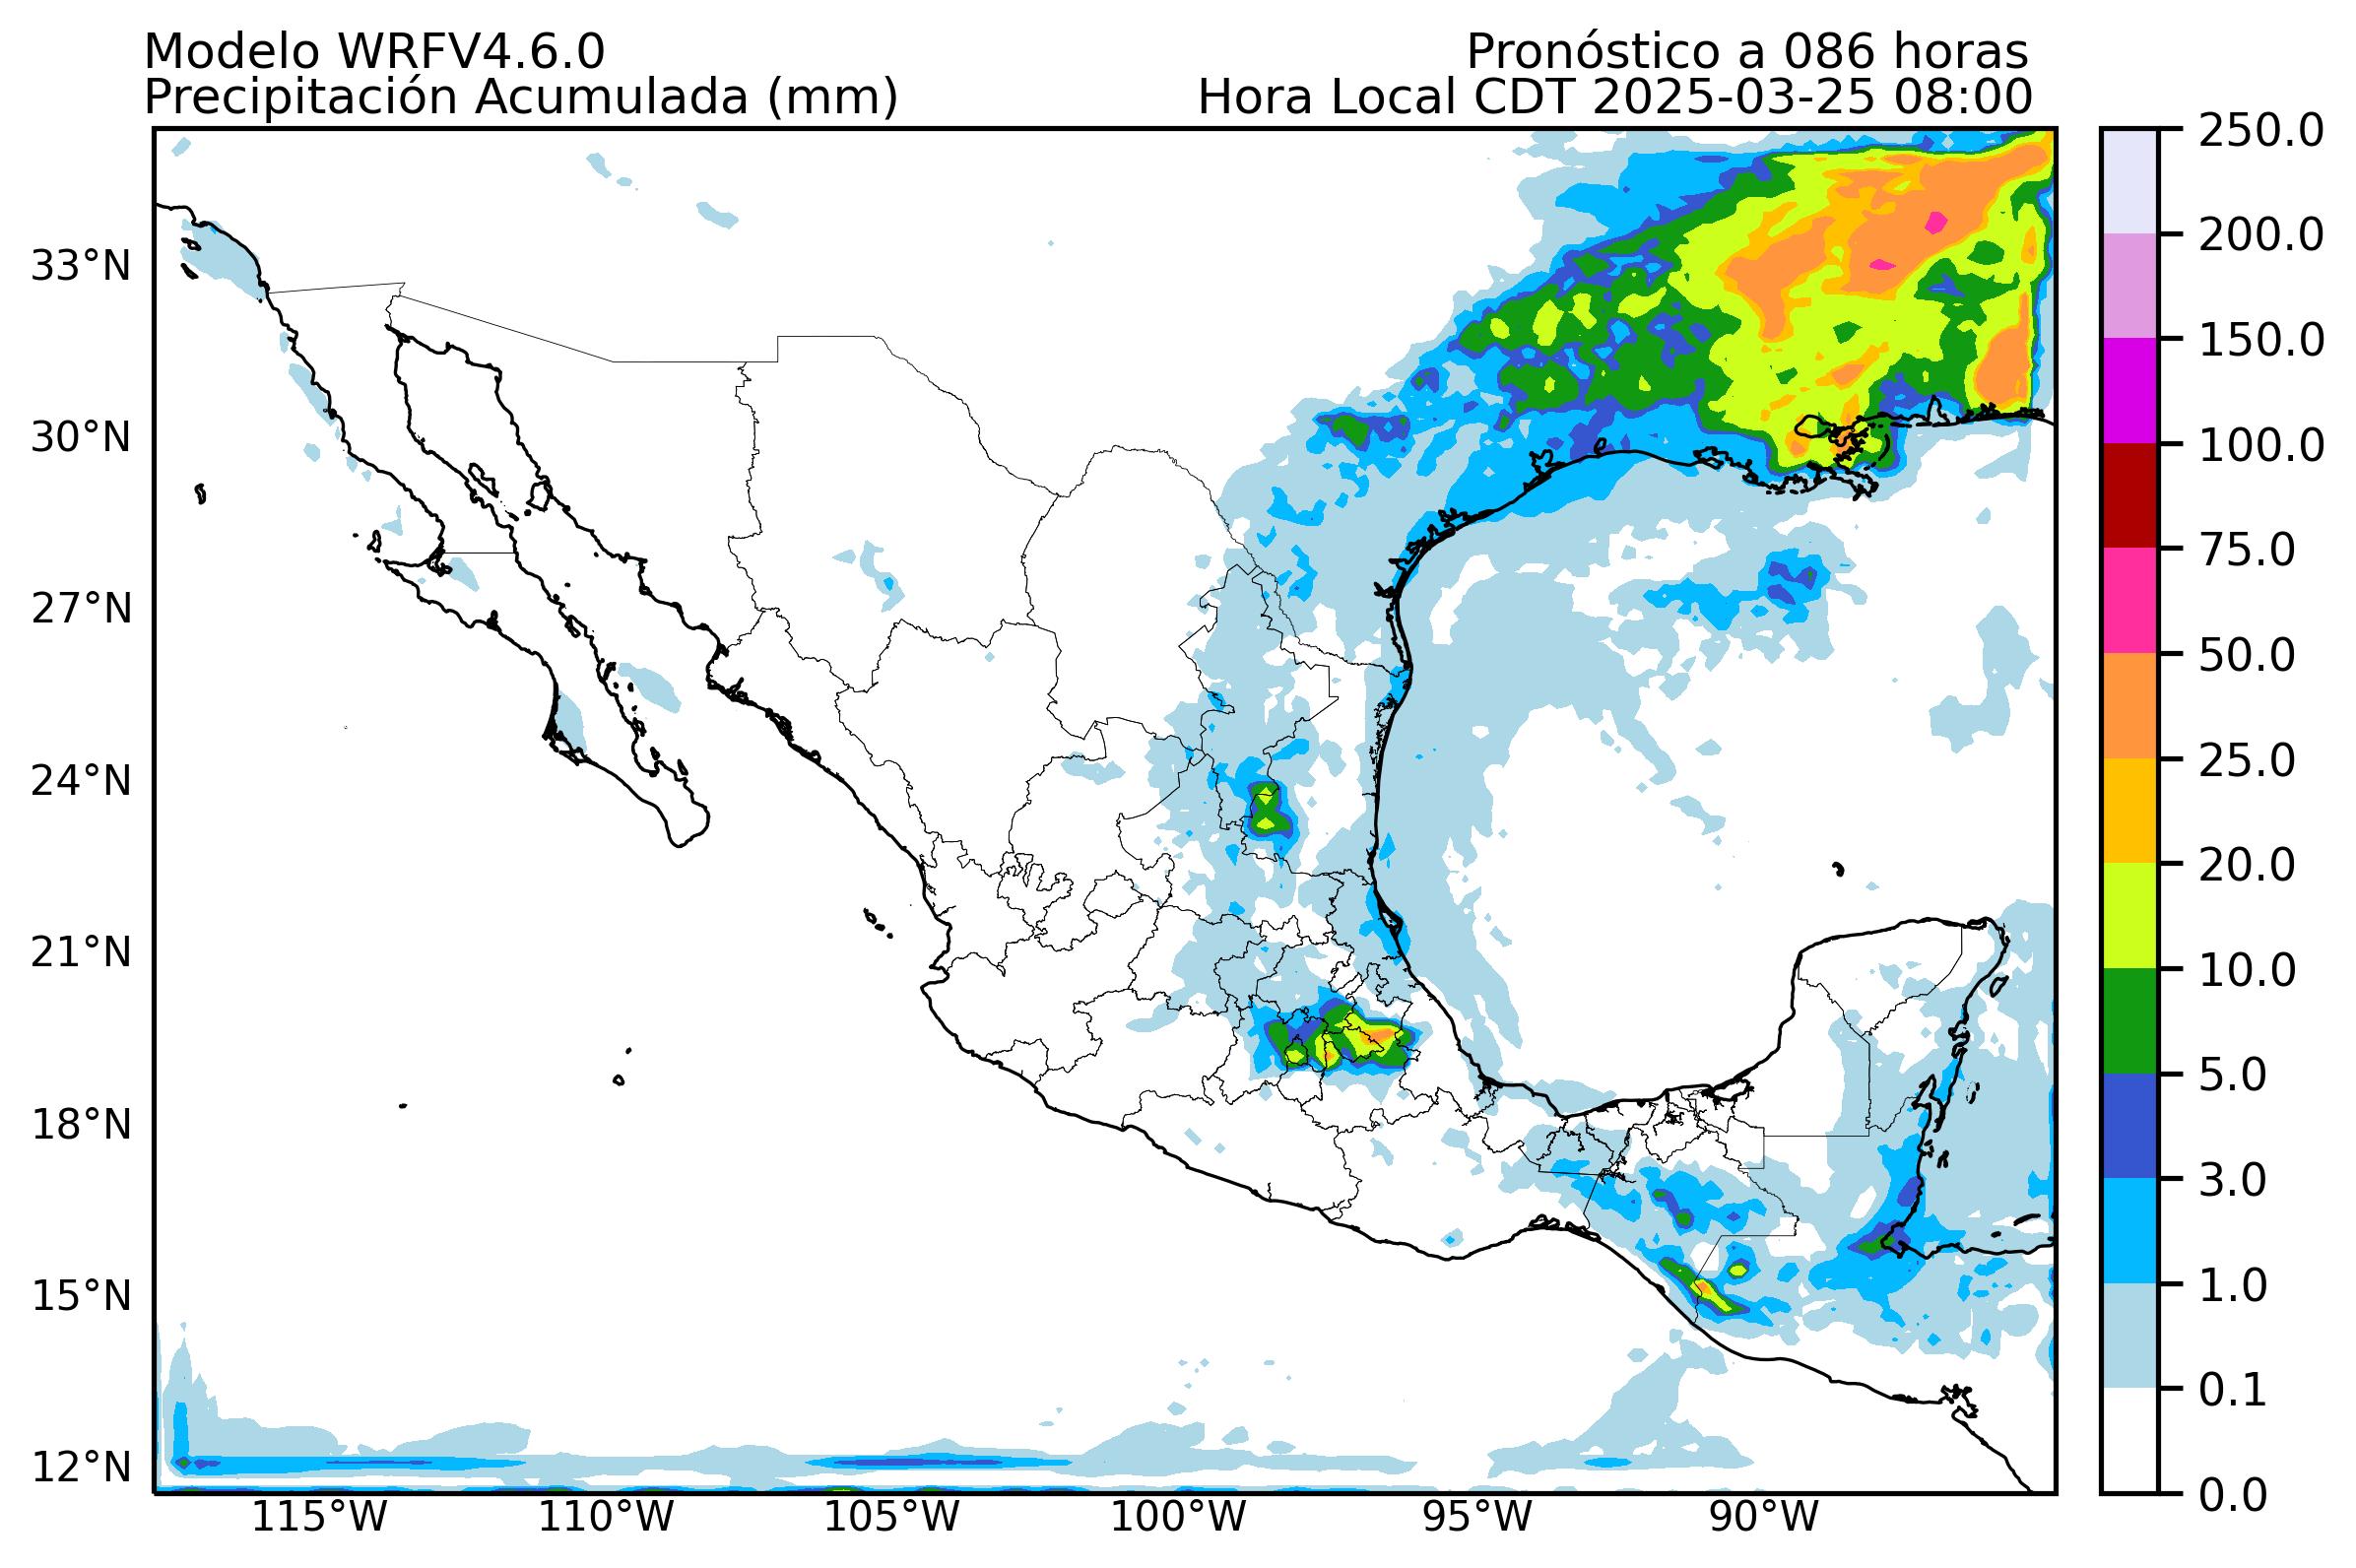 Modelo WRFV4.6.0
Pronóstico a 086 horas
Precipitación Acumulada (mm)
Hora Local CDT 2025-03-25 08:00
33°N
30°N
27°N
24°N
21°N
18°N
15°N
12°N
115°W
110°W
105°W
100°W
95°W
90°W
250.0
200.0
150.0
100.0
75.0
50.0
25.0
20.0
10.0
5.0
3.0
1.0
0.1
0.0